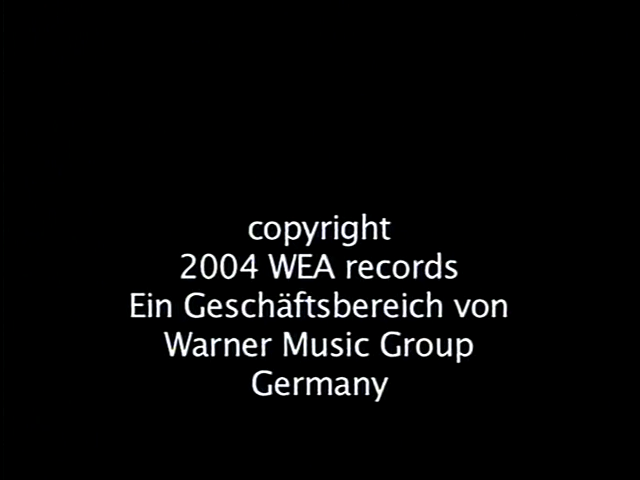 copyright
2004 WEA records
Ein Geschäftsbereich von
Warner Music Group
Germany